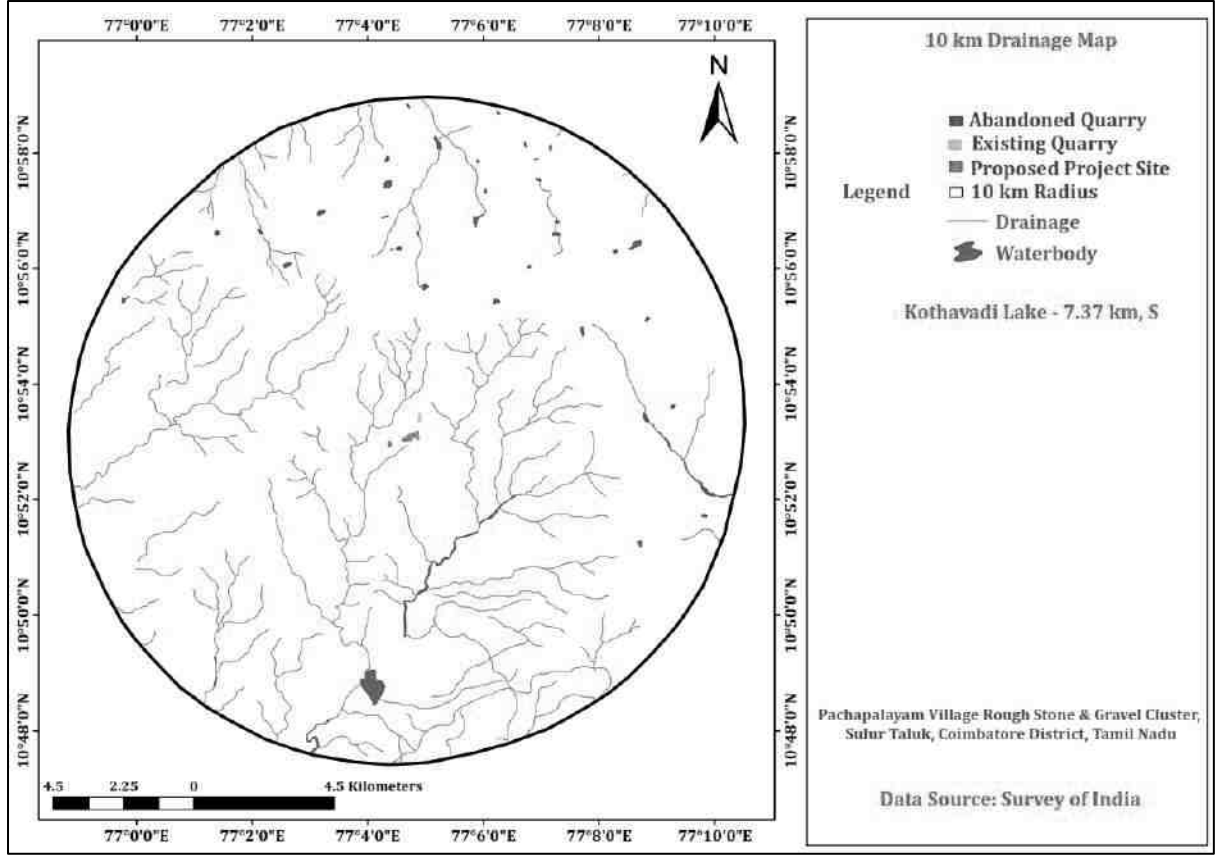 77°0'0"E 77°2'0"E 77°4'0"E 77°6'0"E 77°8'0"E 77°10'0"E
N
10°58'0"N 10°58'0"N
10°56'0"N 10°56'0"N
10°54'0"N 10°54'0"N
10°52'0"N 10°52'0"N
10°50'0"N 10°50'0"N
10°48'0"N 10°48'0"N
4.5 2.25 0 4.5 Kilometers
77°0'0"E 77°2'0"E 77°4'0"E 77°6'0"E 77°8'0"E 77°10'0"E
10 km Drainage Map
Legend
Abandoned Quarry
Existing Quarry
Proposed Project Site
10 km Radius
Drainage
Waterbody
Kothavadi Lake - 7.37 km, S
Pachapalayam Village Rough Stone & Gravel Cluster,
Sulur Taluk, Coimbatore District, Tamil Nadu
Data Source: Survey of India